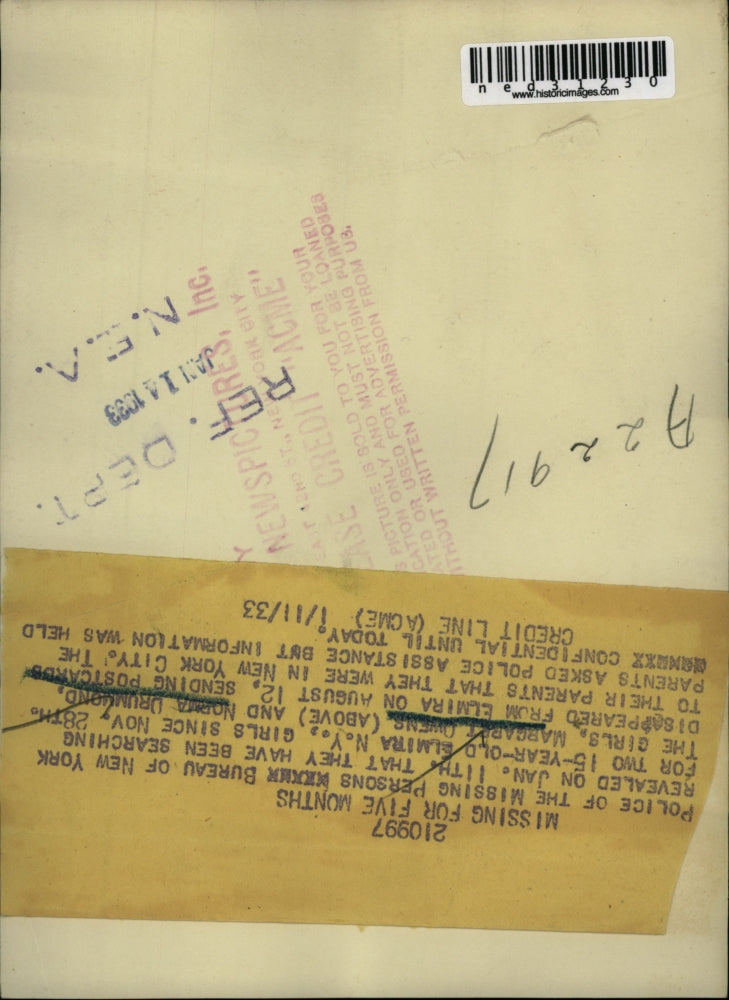 ned31230
www.historicimages.com
NEWSPICTURES, Inc.
EAST 42ND ST., NEW YORK CITY
CREDIT "ACME"
PICTURE IS SOLD TO YOU FOR YOUR
ONLY AND MUST NOT BE LOANED
OR USED FOR ADVERTISING PURPOSES
WITHOUT WRITTEN PERMISSION FROM US.
N. E. A.
JAN 14 1933
REF. DEPT.
A22917
210997
MISSING FOR FIVE MONTHS
POLICE OF THE MISSING PERSONS BUREAU OF NEW YORK
REVEALED ON JAN. 11TH. THAT THEY HAVE BEEN SEARCHING
FOR TWO 15-YEAR-OLD ELMIRA N.Y., GIRLS SINCE NOV 28TH.
THE GIRLS, MARGARET OWENS (ABOVE) AND NORMA DRUMMOND,
DISAPPEARED FROM ELMIRA ON AUGUST 12, SENDING POSTCARDS
TO THEIR PARENTS THAT THEY WERE IN NEW YORK CITY. THE
PARENTS ASKED POLICE ASSISTANCE BUT INFORMATION WAS HELD
CONFIDENTIAL UNTIL TODAY.
CREDIT LINE (ACME) 1/11/33